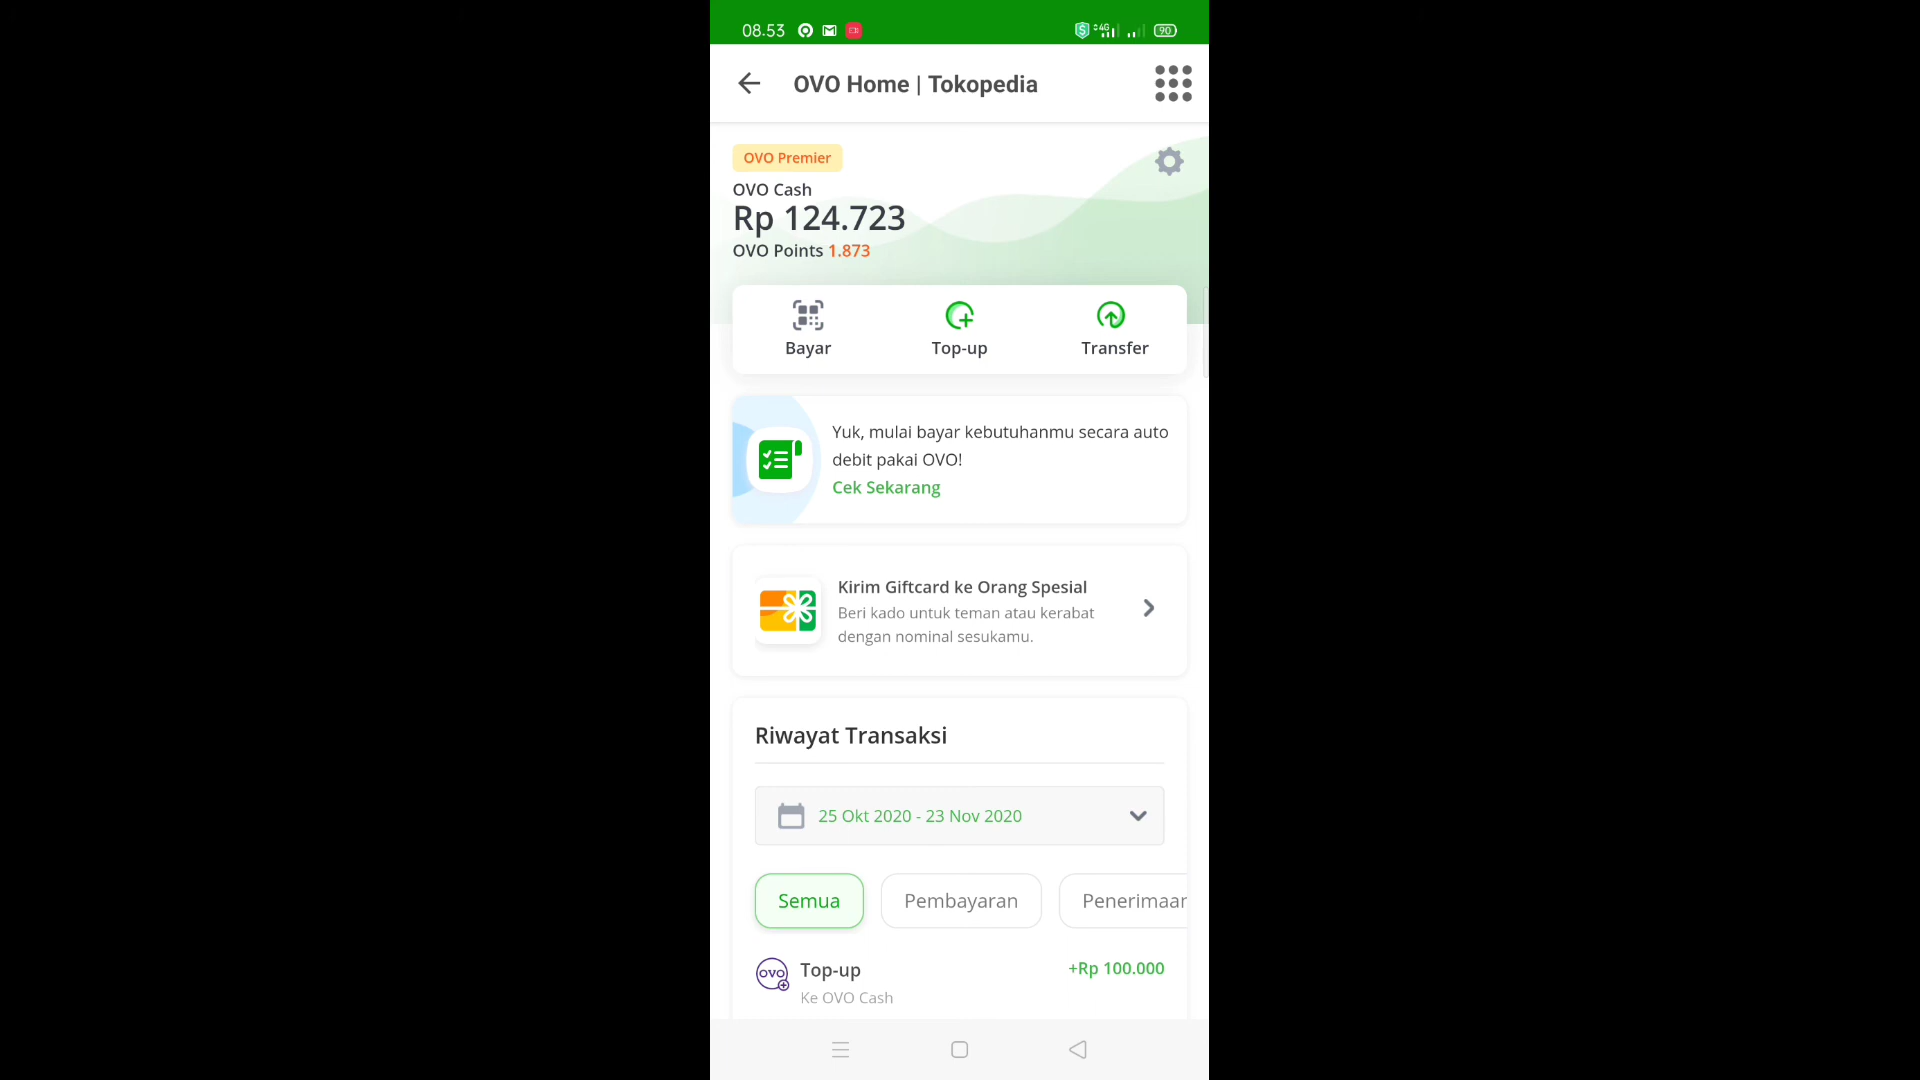 08.53
4G
90
OVO Home | Tokopedia
OVO Premier
OVO Cash
Rp 124.723
OVO Points 1.873
Bayar
Top-up
Transfer
Yuk, mulai bayar kebutuhanmu secara auto
debit pakai OVO!
Cek Sekarang
Kirim Giftcard ke Orang Spesial
Beri kado untuk teman atau kerabat
dengan nominal sesukamu.
Riwayat Transaksi
25 Okt 2020 - 23 Nov 2020
Semua
Pembayaran
Penerimaan
OVO
Top-up
+Rp 100.000
Ke OVO Cash